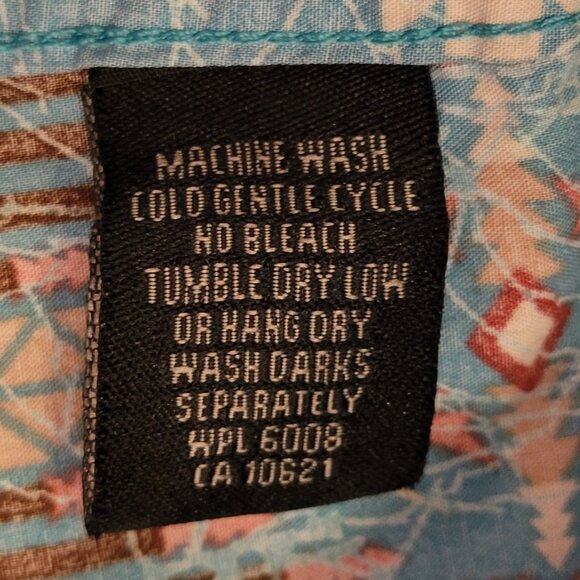 MACHINE WASH
COLD GENTLE CYCLE
NO BLEACH
TUMBLE DRY LOW
OR HANG DRY
WASH DARKS
SEPARATELY
WPL 6008
CA 10621